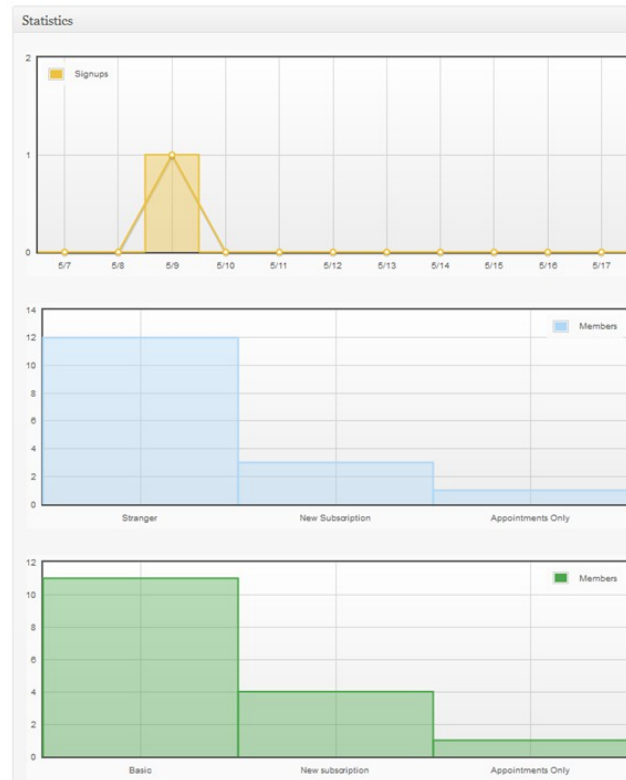 Statistics
2
Signups
1
0
5/7 5/8 5/9 5/10 5/11 5/12 5/13 5/14 5/15 5/16 5/17
14
Members
12
10
8
6
4
2
0
Stranger New Subscription Appointments Only
12
Members
10
8
6
4
2
0
Basic New subscription Appointments Only